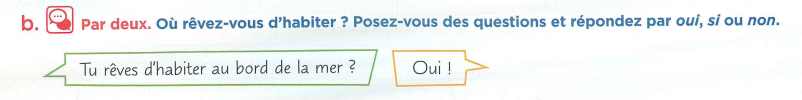 b. Par deux. Où rêvez-vous d'habiter ? Posez-vous des questions et répondez par oui, si ou non.
Tu rêves d'habiter au bord de la mer ? Oui !